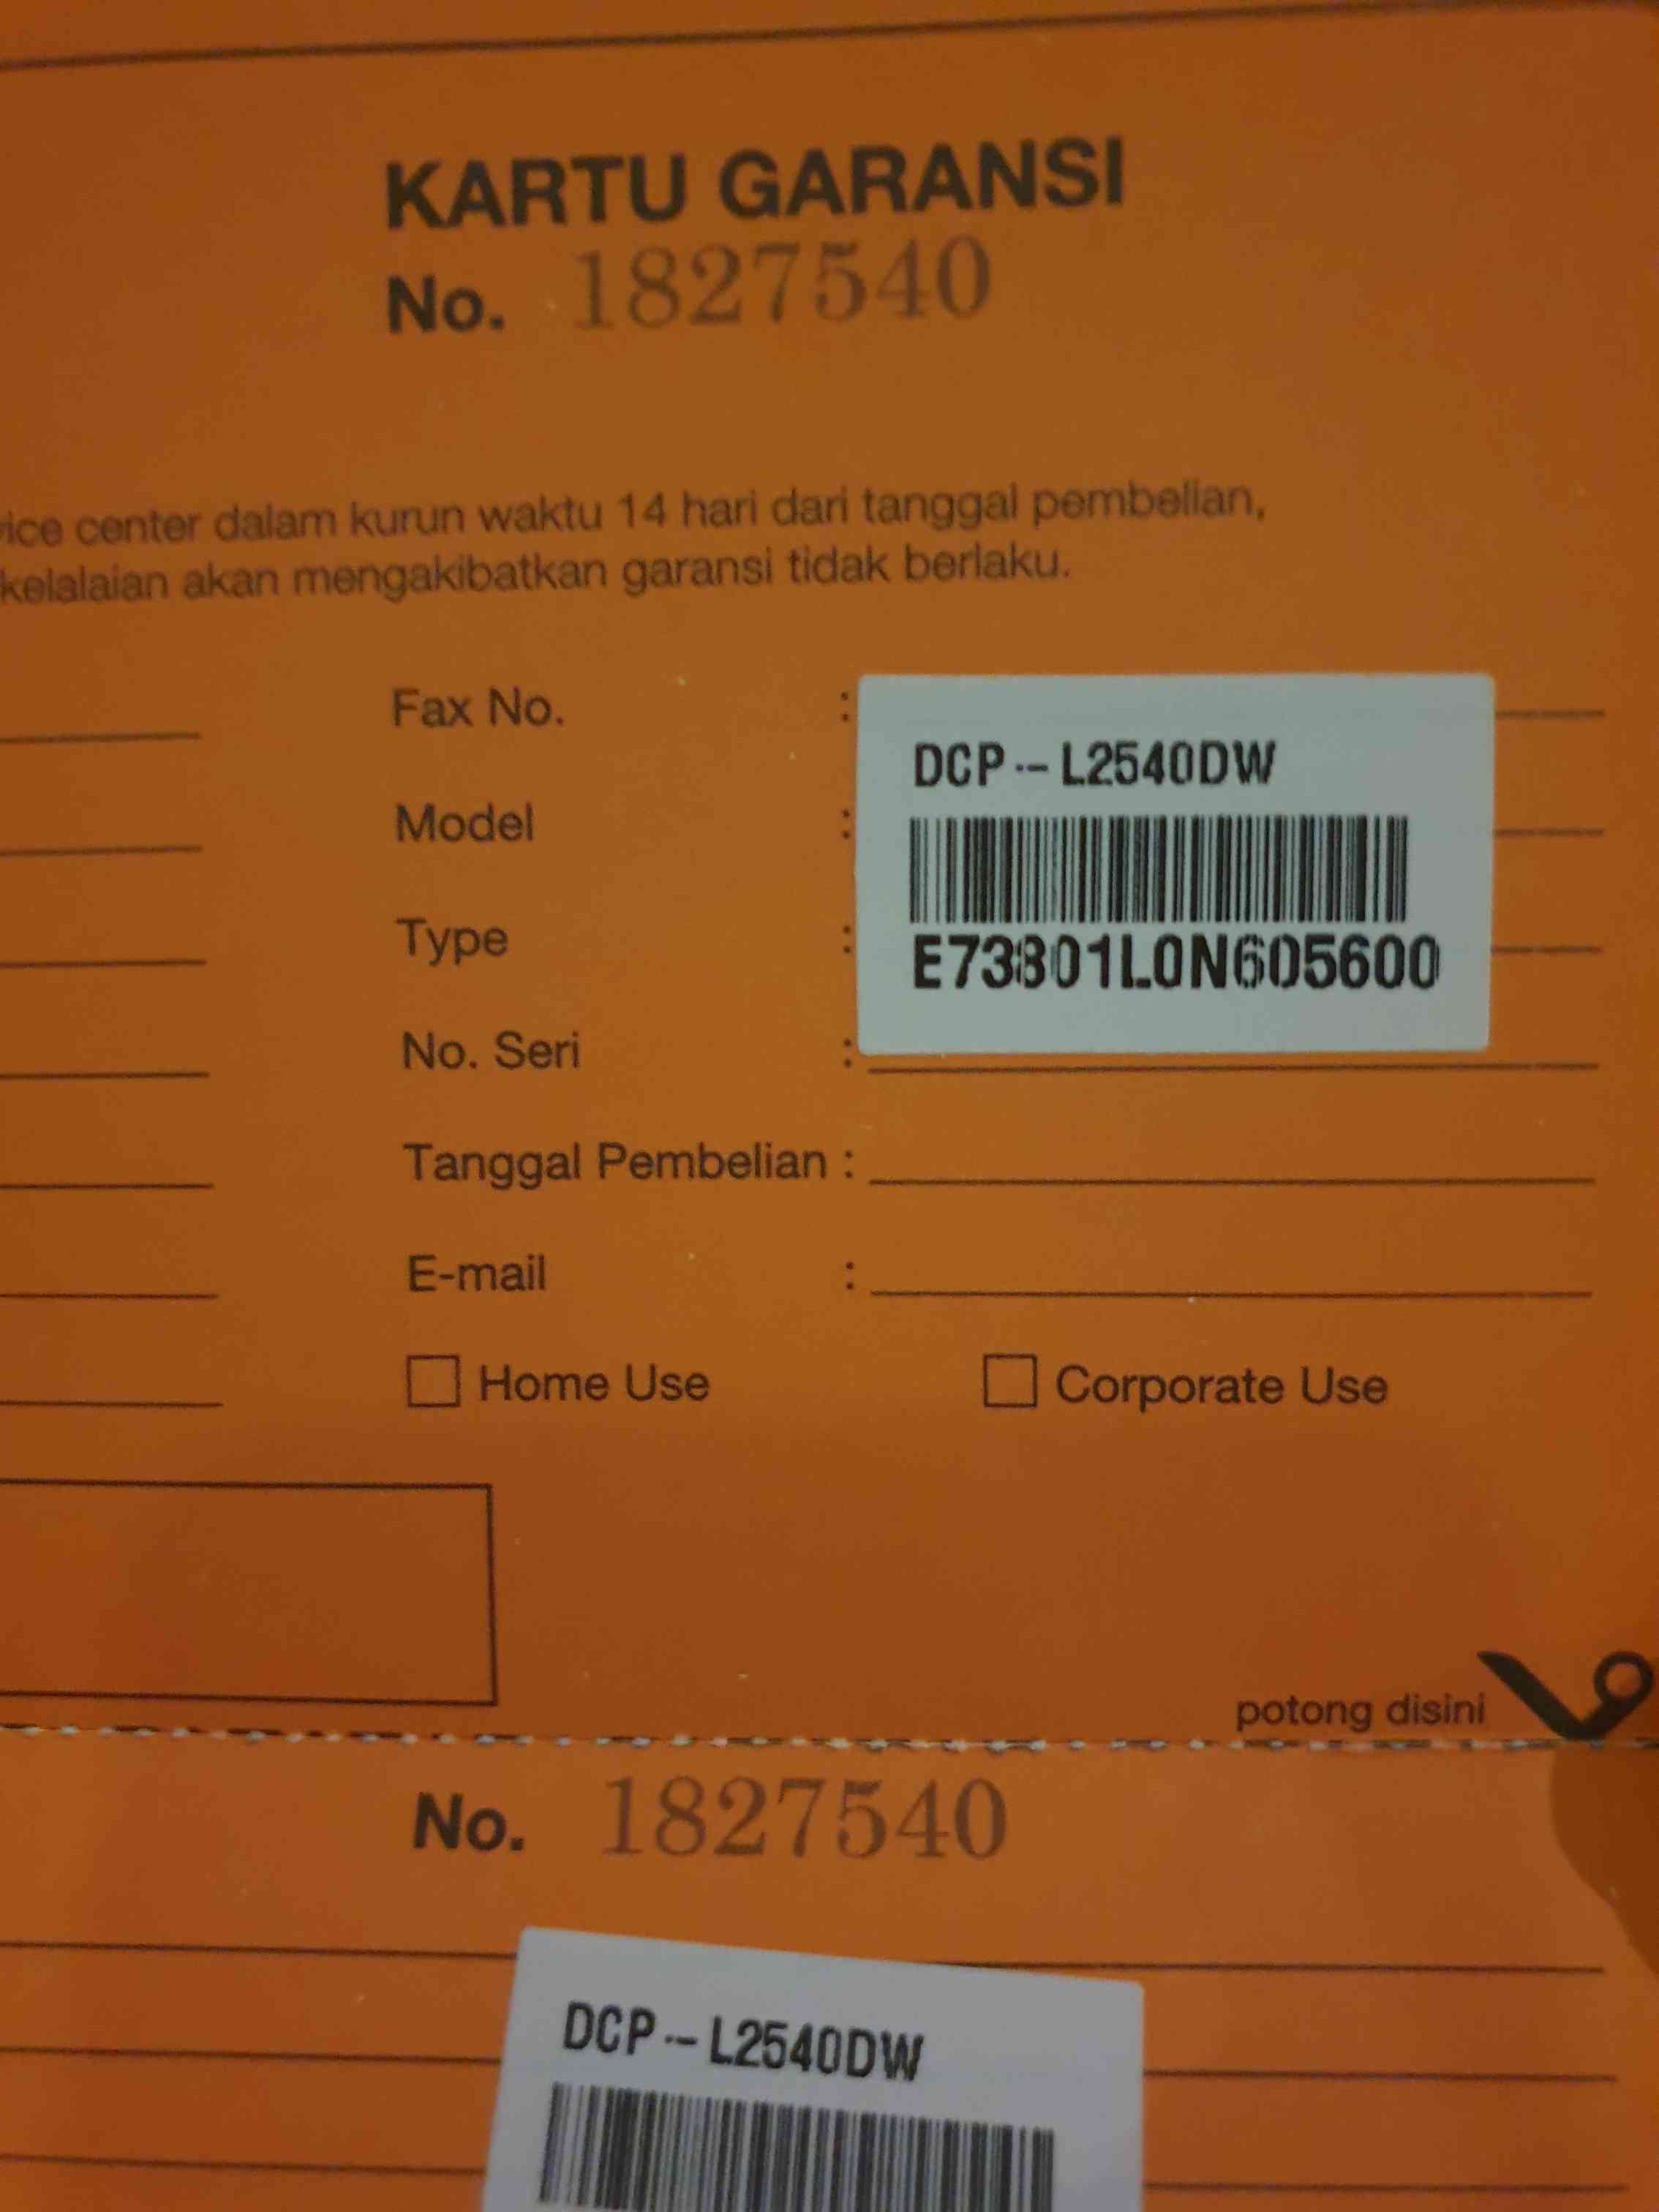 KARTU GARANSI
No. 1827540
ice center dalam kurun waktu 14 hari dari tanggal pembelian,
kelalaian akan mengakibatkan garansi tidak berlaku.
Fax No. :
DCP-L2540DW
Model :
Type :
E73801L0N605600
No. Seri :
Tanggal Pembelian :
E-mail :
Home Use
Corporate Use
potong disini
No. 1827540
DCP-L2540DW